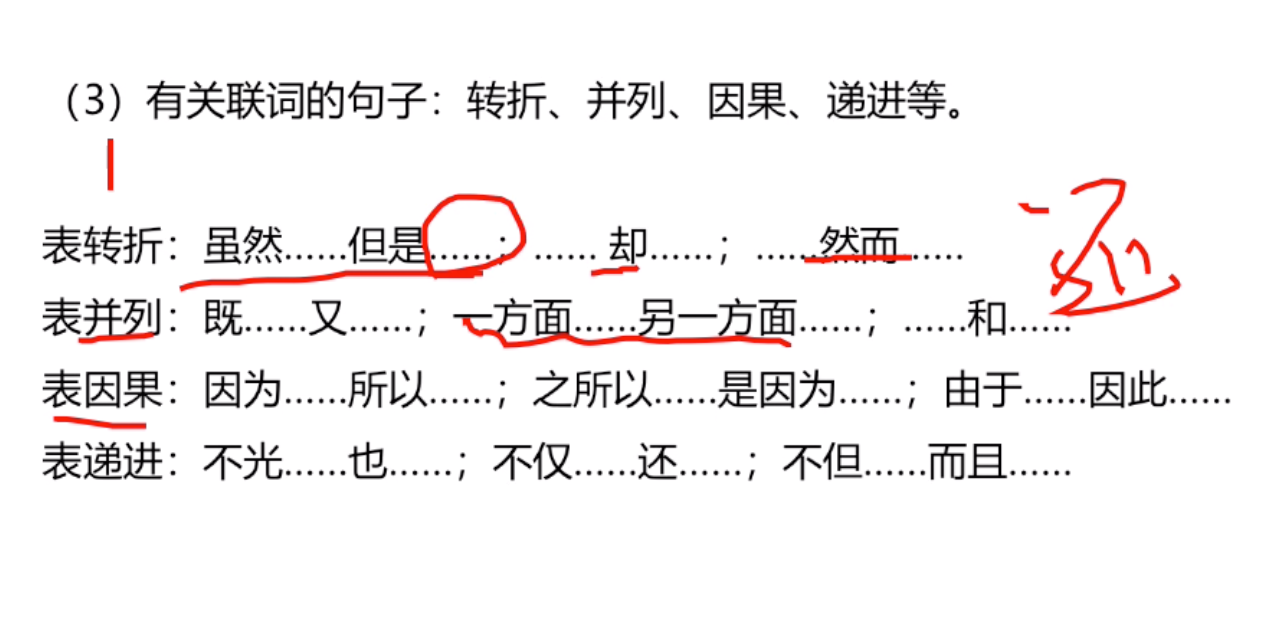 （3）有关联词的句子：转折、并列、因果、递进等。
表转折：虽然……但是……；…… 却……；……然而……
还
表并列：既……又……；一方面……另一方面……；……和……
表因果：因为……所以……；之所以……是因为……；由于……因此……
表递进：不光……也……；不仅……还……；不但……而且……